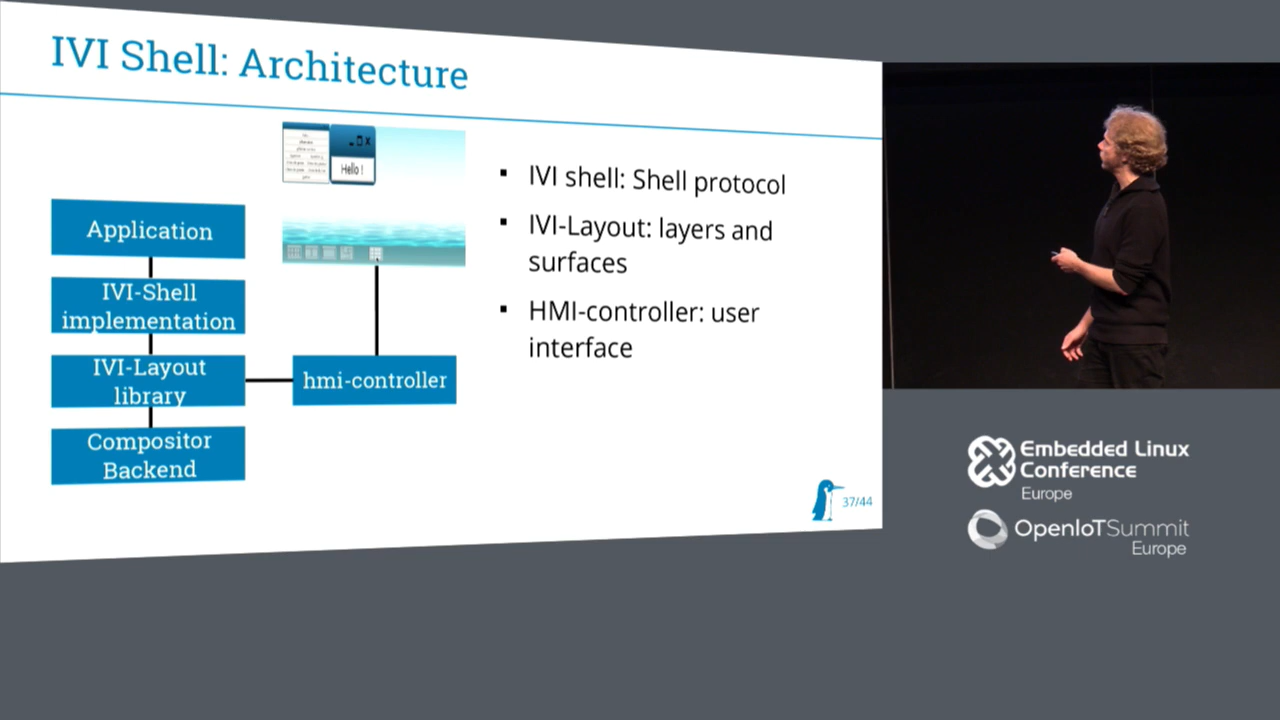 IVI Shell: Architecture
Hello !
Application
IVI-Shell
implementation
IVI-Layout
library
Compositor
Backend
hmi-controller
▪ IVI shell: Shell protocol
▪ IVI-Layout: layers and
surfaces
▪ HMI-controller: user
interface
37/44
Embedded Linux
Conference
Europe
OpenIoTSummit
Europe